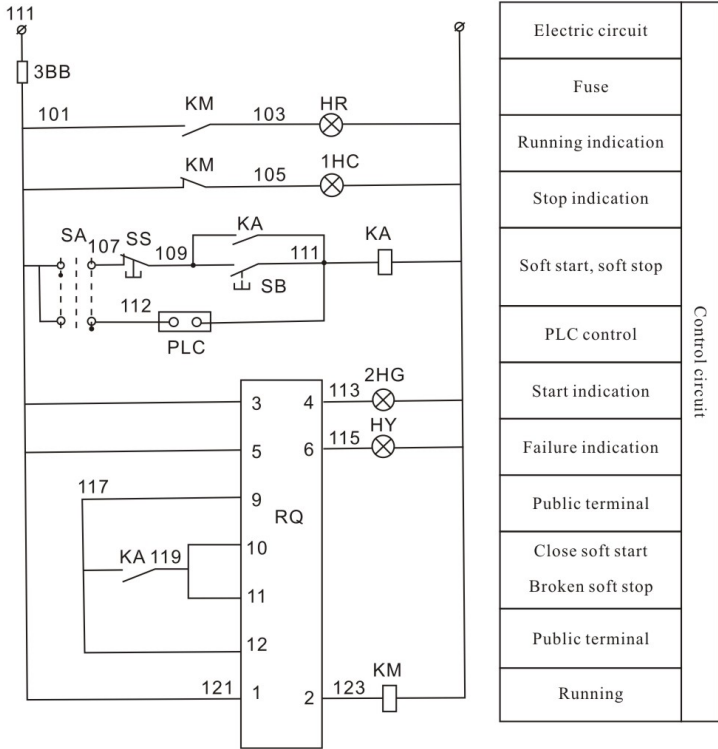 111
3BB
101
KM
103
HR
KM
105
1HC
SA
107
SS
109
KA
111
KA
SB
112
PLC
3
4
113
2HG
5
6
115
HY
117
9
RQ
KA
119
10
11
12
121
1
2
123
KM
Electric circuit
Fuse
Running indication
Stop indication
Soft start, soft stop
PLC control
Start indication
Failure indication
Public terminal
Close soft start
Broken soft stop
Public terminal
Running
Control circuit